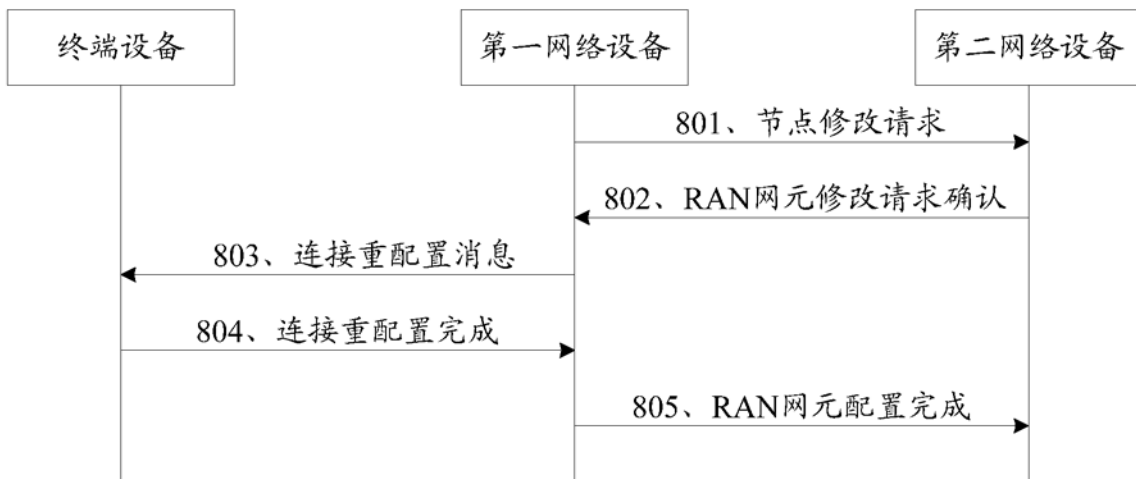 终端设备
第一网络设备
第二网络设备
801、节点修改请求
802、RAN网元修改请求确认
803、连接重配置消息
804、连接重配置完成
805、RAN网元配置完成